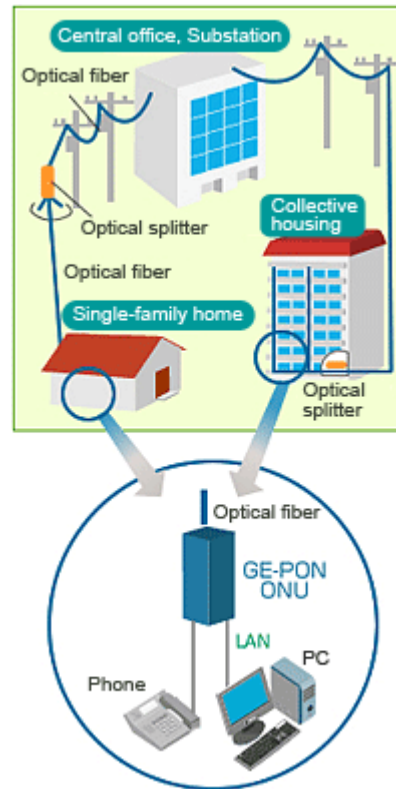 Central office, Substation
Optical fiber
Optical splitter
Collective
housing
Optical fiber
Single-family home
Optical
splitter
Optical fiber
GE-PON
ONU
LAN
PC
Phone